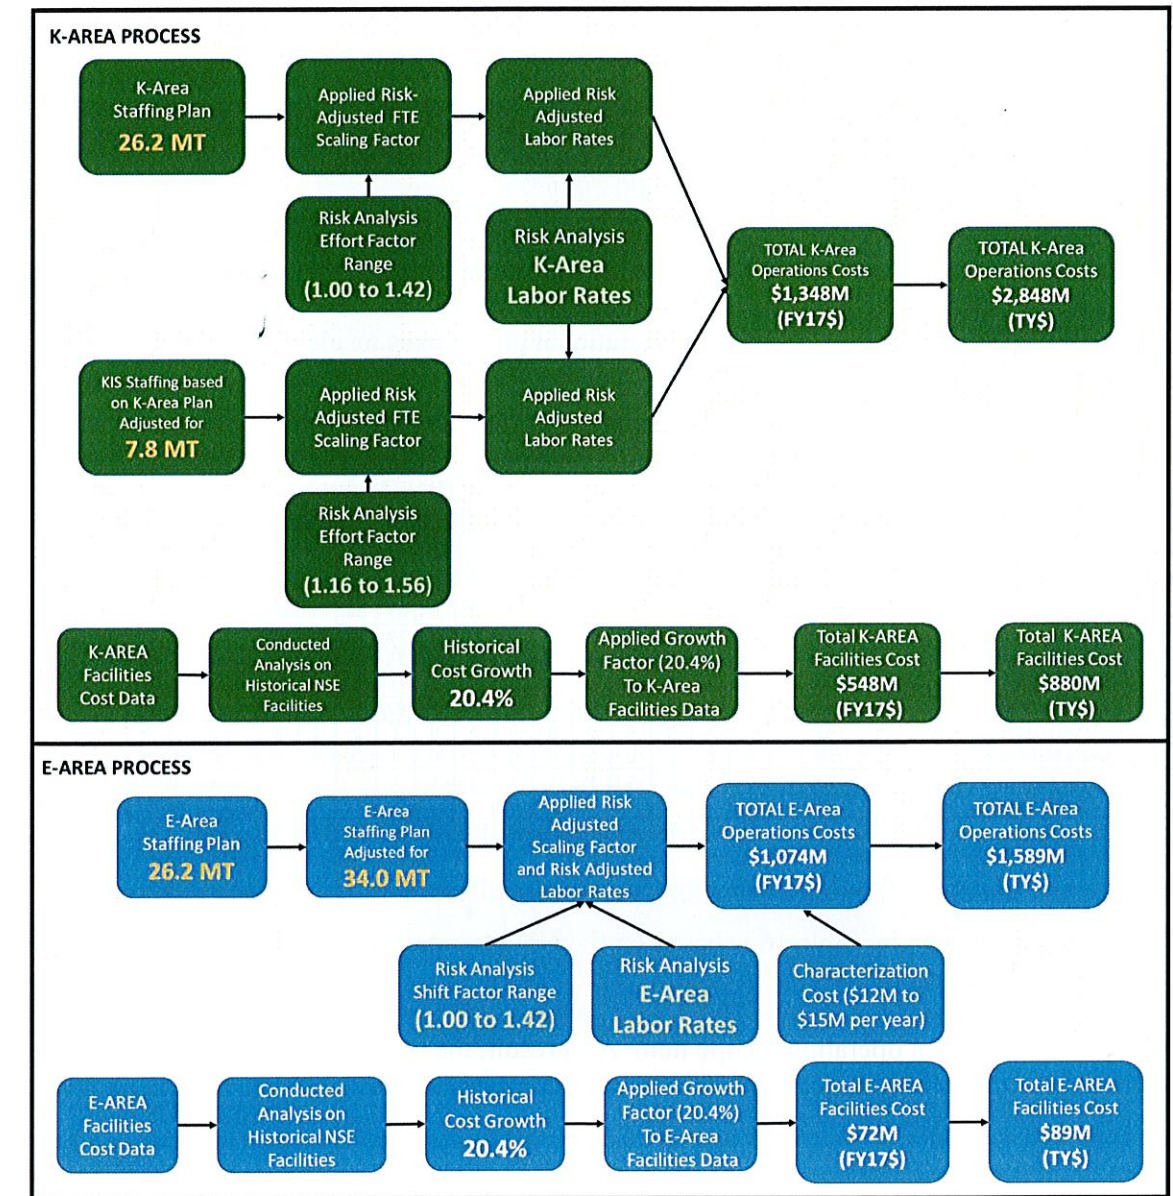 K-AREA PROCESS
K-Area
Staffing Plan
26.2 MT
Applied Risk-
Adjusted FTE
Scaling Factor
Applied Risk
Adjusted
Labor Rates
Risk Analysis
Effort Factor
Range
(1.00 to 1.42)
Risk Analysis
K-Area
Labor Rates
TOTAL K-Area
Operations Costs
$1,348M
(FY17$)
TOTAL K-Area
Operations Costs
$2,848M
(TY$)
KIS Staffing based
on K-Area Plan
Adjusted for
7.8 MT
Applied Risk
Adjusted FTE
Scaling Factor
Applied Risk
Adjusted
Labor Rates
Risk Analysis
Effort Factor
Range
(1.16 to 1.56)
K-AREA
Facilities
Cost Data
Conducted
Analysis on
Historical NSE
Facilities
Historical
Cost Growth
20.4%
Applied Growth
Factor (20.4%)
To K-Area
Facilities Data
Total K-AREA
Facilities Cost
$548M
(FY17$)
Total K-AREA
Facilities Cost
$880M
(TY$)
E-AREA PROCESS
E-Area
Staffing Plan
26.2 MT
E-Area
Staffing Plan
Adjusted for
34.0 MT
Applied Risk
Adjusted
Scaling Factor
and Risk Adjusted
Labor Rates
TOTAL E-Area
Operations Costs
$1,074M
(FY17$)
TOTAL E-Area
Operations Costs
$1,589M
(TY$)
Risk Analysis
Shift Factor Range
(1.00 to 1.42)
Risk Analysis
E-Area
Labor Rates
Characterization
Cost ($12M to
$15M per year)
E-AREA
Facilities
Cost Data
Conducted
Analysis on
Historical NSE
Facilities
Historical
Cost Growth
20.4%
Applied Growth
Factor (20.4%)
To E-Area
Facilities Data
Total E-AREA
Facilities Cost
$72M
(FY17$)
Total E-AREA
Facilities Cost
$89M
(TY$)